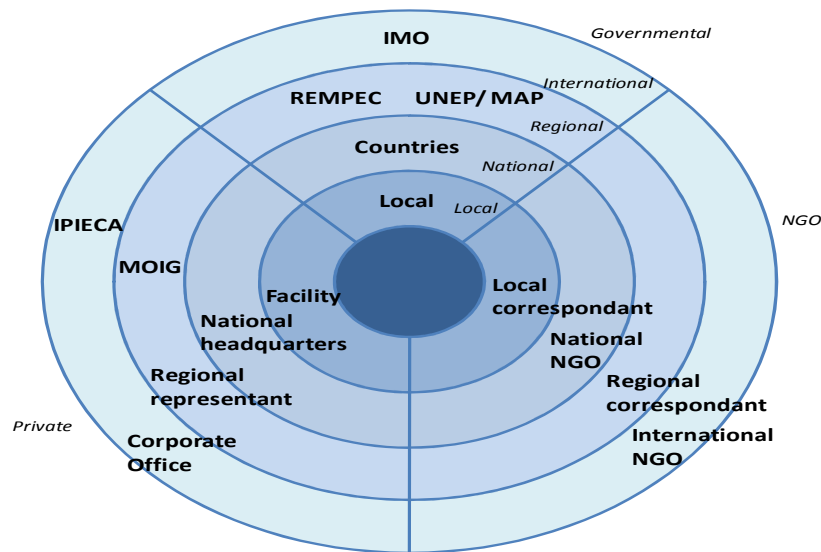 IMO
Governmental
International
REMPEC UNEP/ MAP
Regional
Countries
National
Local
Local
IPIECA
NGO
MOIG
Facility
Local
correspondant
National
headquarters
National
NGO
Regional
representant
Regional
correspondant
Private
Corporate
Office
International
NGO